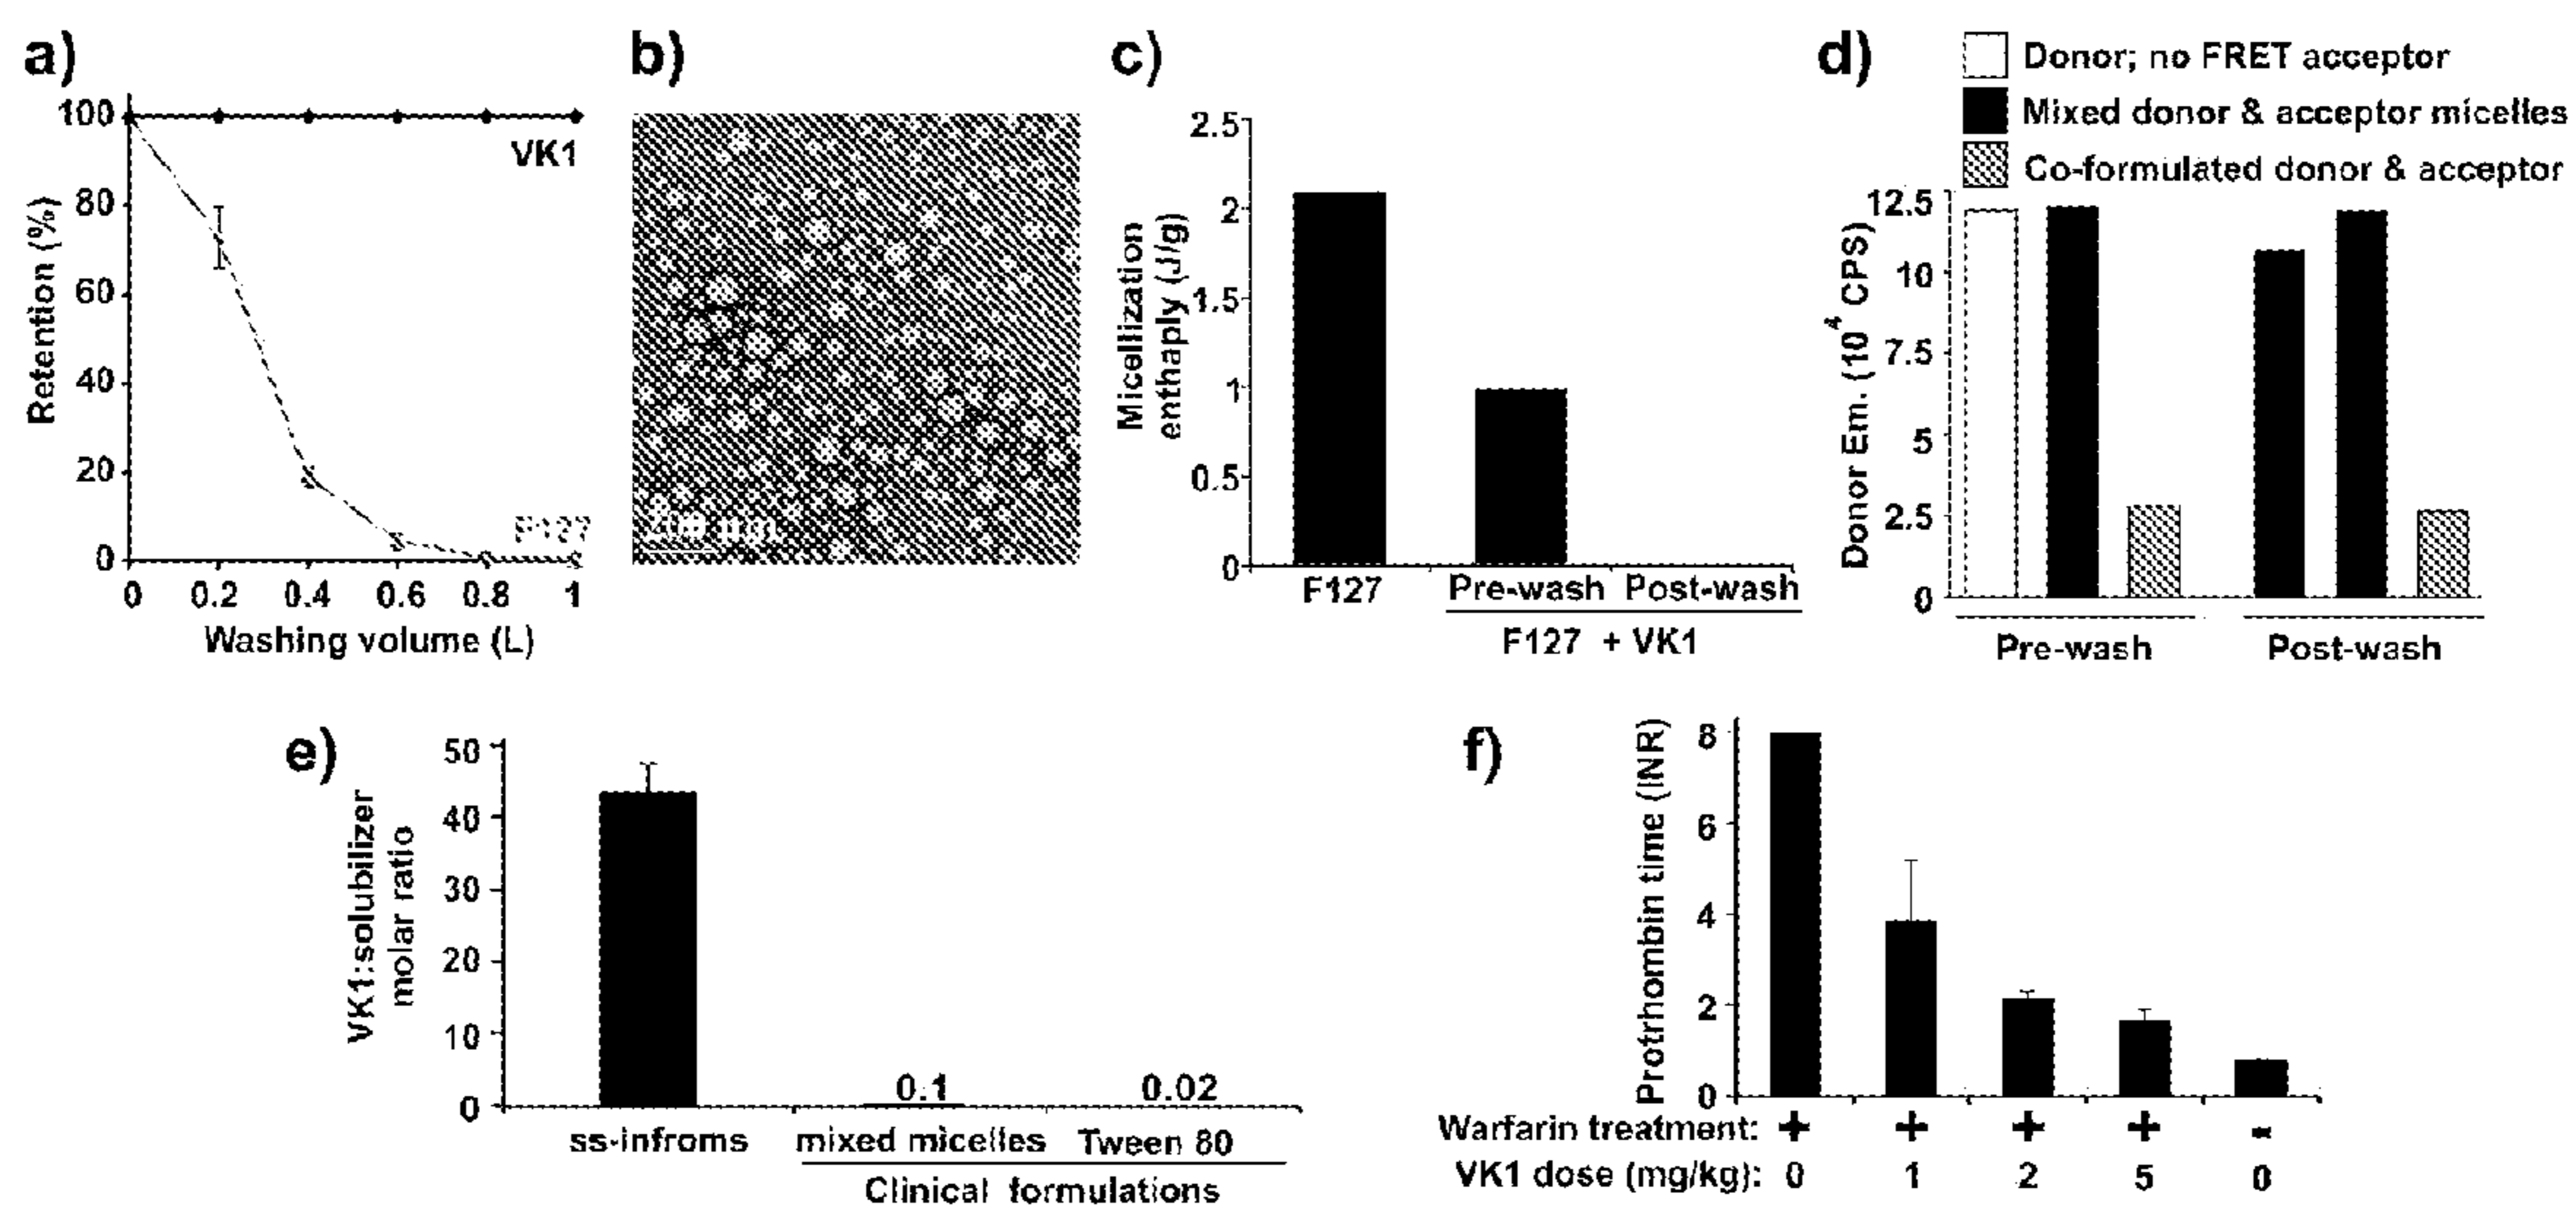 a)
100
80
60
40
20
0
Retention (%)
VK1
F127
0 0.2 0.4 0.6 0.8 1
Washing volume (L)
b)
200 µm
c)
Micellization
enthaply (J/g)
2.5
2
1.5
1
0.5
0
F127 Pre-wash Post-wash
F127 + VK1
d)
Donor; no FRET acceptor
Mixed donor & acceptor micelles
Co-formulated donor & acceptor
Donor Em. (10⁴ CPS)
12.5
10
7.5
5
2.5
0
Pre-wash Post-wash
e)
VK1:solubilizer
molar ratio
50
40
30
20
10
0
0.1 0.02
ss-infroms mixed micelles Tween 80
Clinical formulations
f)
Protrhombin time (INR)
8
6
4
2
0
Warfarin treatment: + + + + -
VK1 dose (mg/kg): 0 1 2 5 0